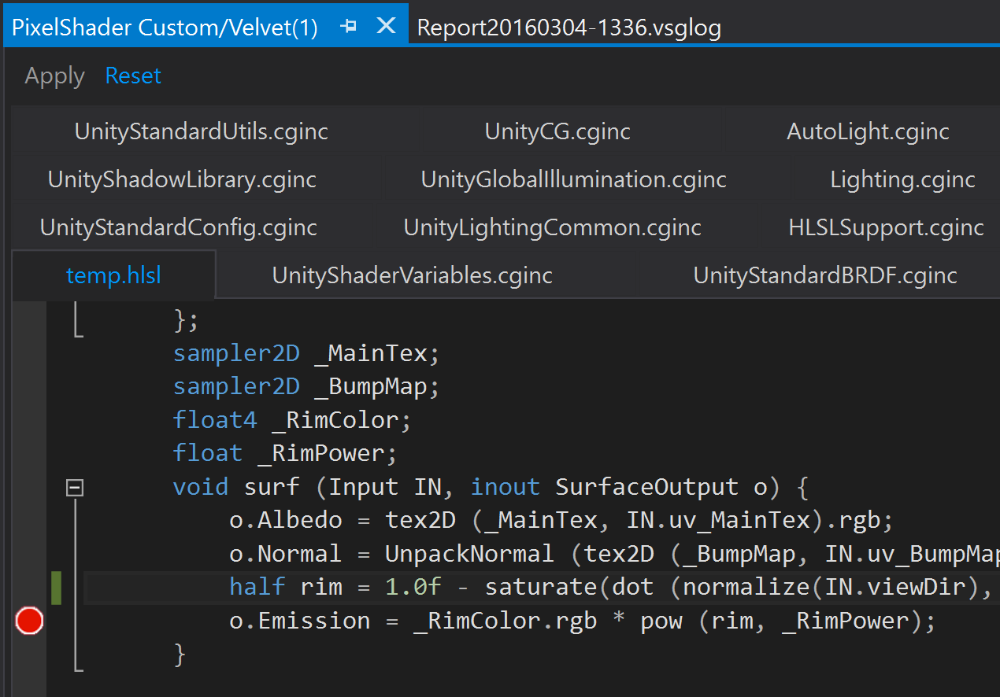 PixelShader Custom/Velvet(1) Report20160304-1336.vsglog
Apply Reset
UnityStandardUtils.cginc UnityCG.cginc AutoLight.cginc
UnityShadowLibrary.cginc UnityGlobalIllumination.cginc Lighting.cginc
UnityStandardConfig.cginc UnityLightingCommon.cginc HLSLSupport.cginc
temp.hlsl UnityShaderVariables.cginc UnityStandardBRDF.cginc
};
sampler2D _MainTex;
sampler2D _BumpMap;
float4 _RimColor;
float _RimPower;
void surf (Input IN, inout SurfaceOutput o) {
o.Albedo = tex2D (_MainTex, IN.uv_MainTex).rgb;
o.Normal = UnpackNormal (tex2D (_BumpMap, IN.uv_BumpMap
half rim = 1.0f - saturate(dot (normalize(IN.viewDir),
o.Emission = _RimColor.rgb * pow (rim, _RimPower);
}